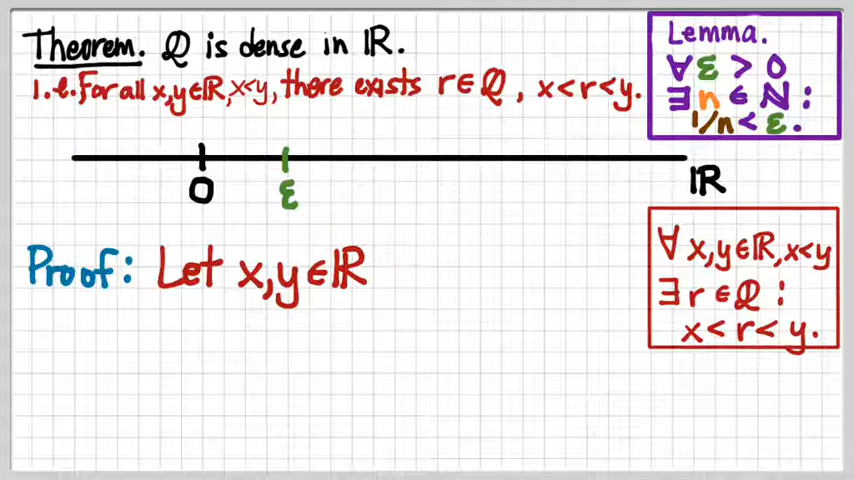 Theorem. ℚ is dense in ℝ.
i.e. For all x,y∈ℝ, x<y, there exists r∈ℚ, x<r<y.
Lemma.
∀ ε > 0
∃ n ∈ ℕ :
1/n < ε.
0
ε
ℝ
Proof: Let x,y∈ℝ
∀ x,y∈ℝ, x<y
∃ r ∈ ℚ :
x < r < y.